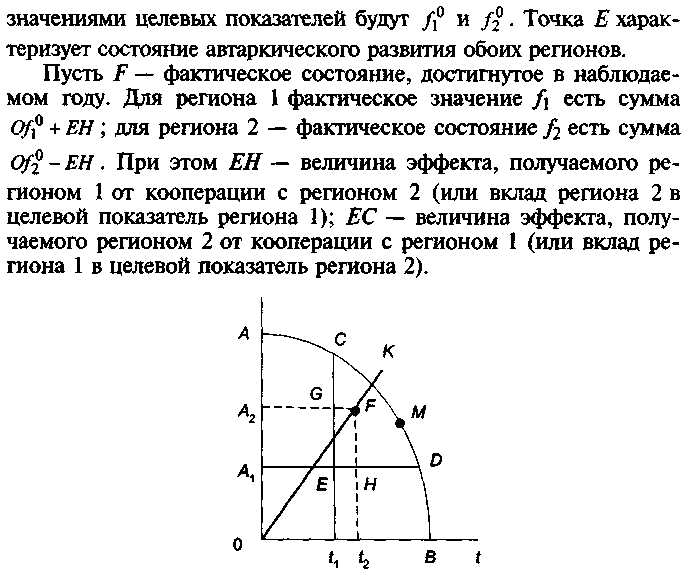 значениями целевых показателей будут f₁⁰ и f₂⁰. Точка E харак-
теризует состояние автаркического развития обоих регионов.
Пусть F — фактическое состояние, достигнутое в наблюдае-
мом году. Для региона 1 фактическое значение f₁ есть сумма
Of₁⁰ + EH; для региона 2 — фактическое состояние f₂ есть сумма
Of₂⁰ – EH. При этом EH — величина эффекта, получаемого ре-
гионом 1 от кооперации с регионом 2 (или вклад региона 2 в
целевой показатель региона 1); EC — величина эффекта, полу-
чаемого регионом 2 от кооперации с регионом 1 (или вклад ре-
гиона 1 в целевой показатель региона 2).
A
C
K
G
A₂
F
M
A₁
E
H
D
0
t₁
t₂
B
t